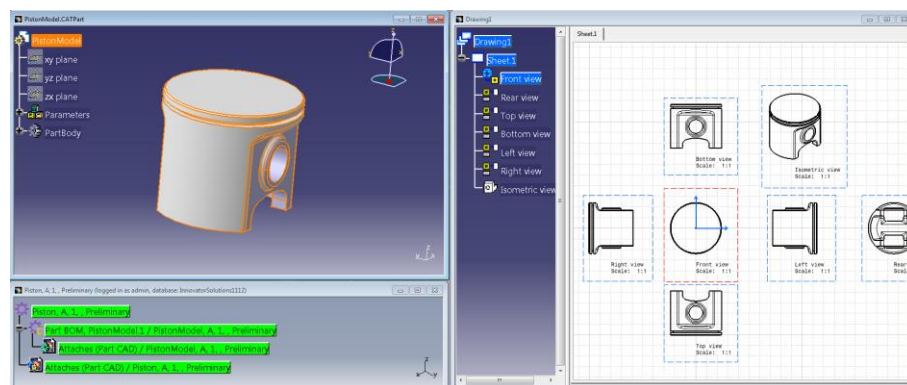 PistonModel.CATPart
PistonModel
xy plane
yz plane
zx plane
Parameters
PartBody
Piston, A, 1, , Preliminary (logged in as admin, database: InnovatorSolutions1112)
Piston, A, 1, , Preliminary
Part BOM, PistonModel.1 / PistonModel, A, 1, , Preliminary
Attaches (Part CAD) / PistonModel, A, 1, , Preliminary
Attaches (Part CAD) / Piston, A, 1, , Preliminary
Drawing1
Drawing1
Sheet.1
Front view
Rear view
Top view
Bottom view
Left view
Right view
Isometric view
Sheet.1
Bottom view
Scale: 1:1
Isometric view
Scale: 1:1
Right view
Scale: 1:1
Front view
Scale: 1:1
Left view
Scale: 1:1
Rear
Scale:
Top view
Scale: 1:1